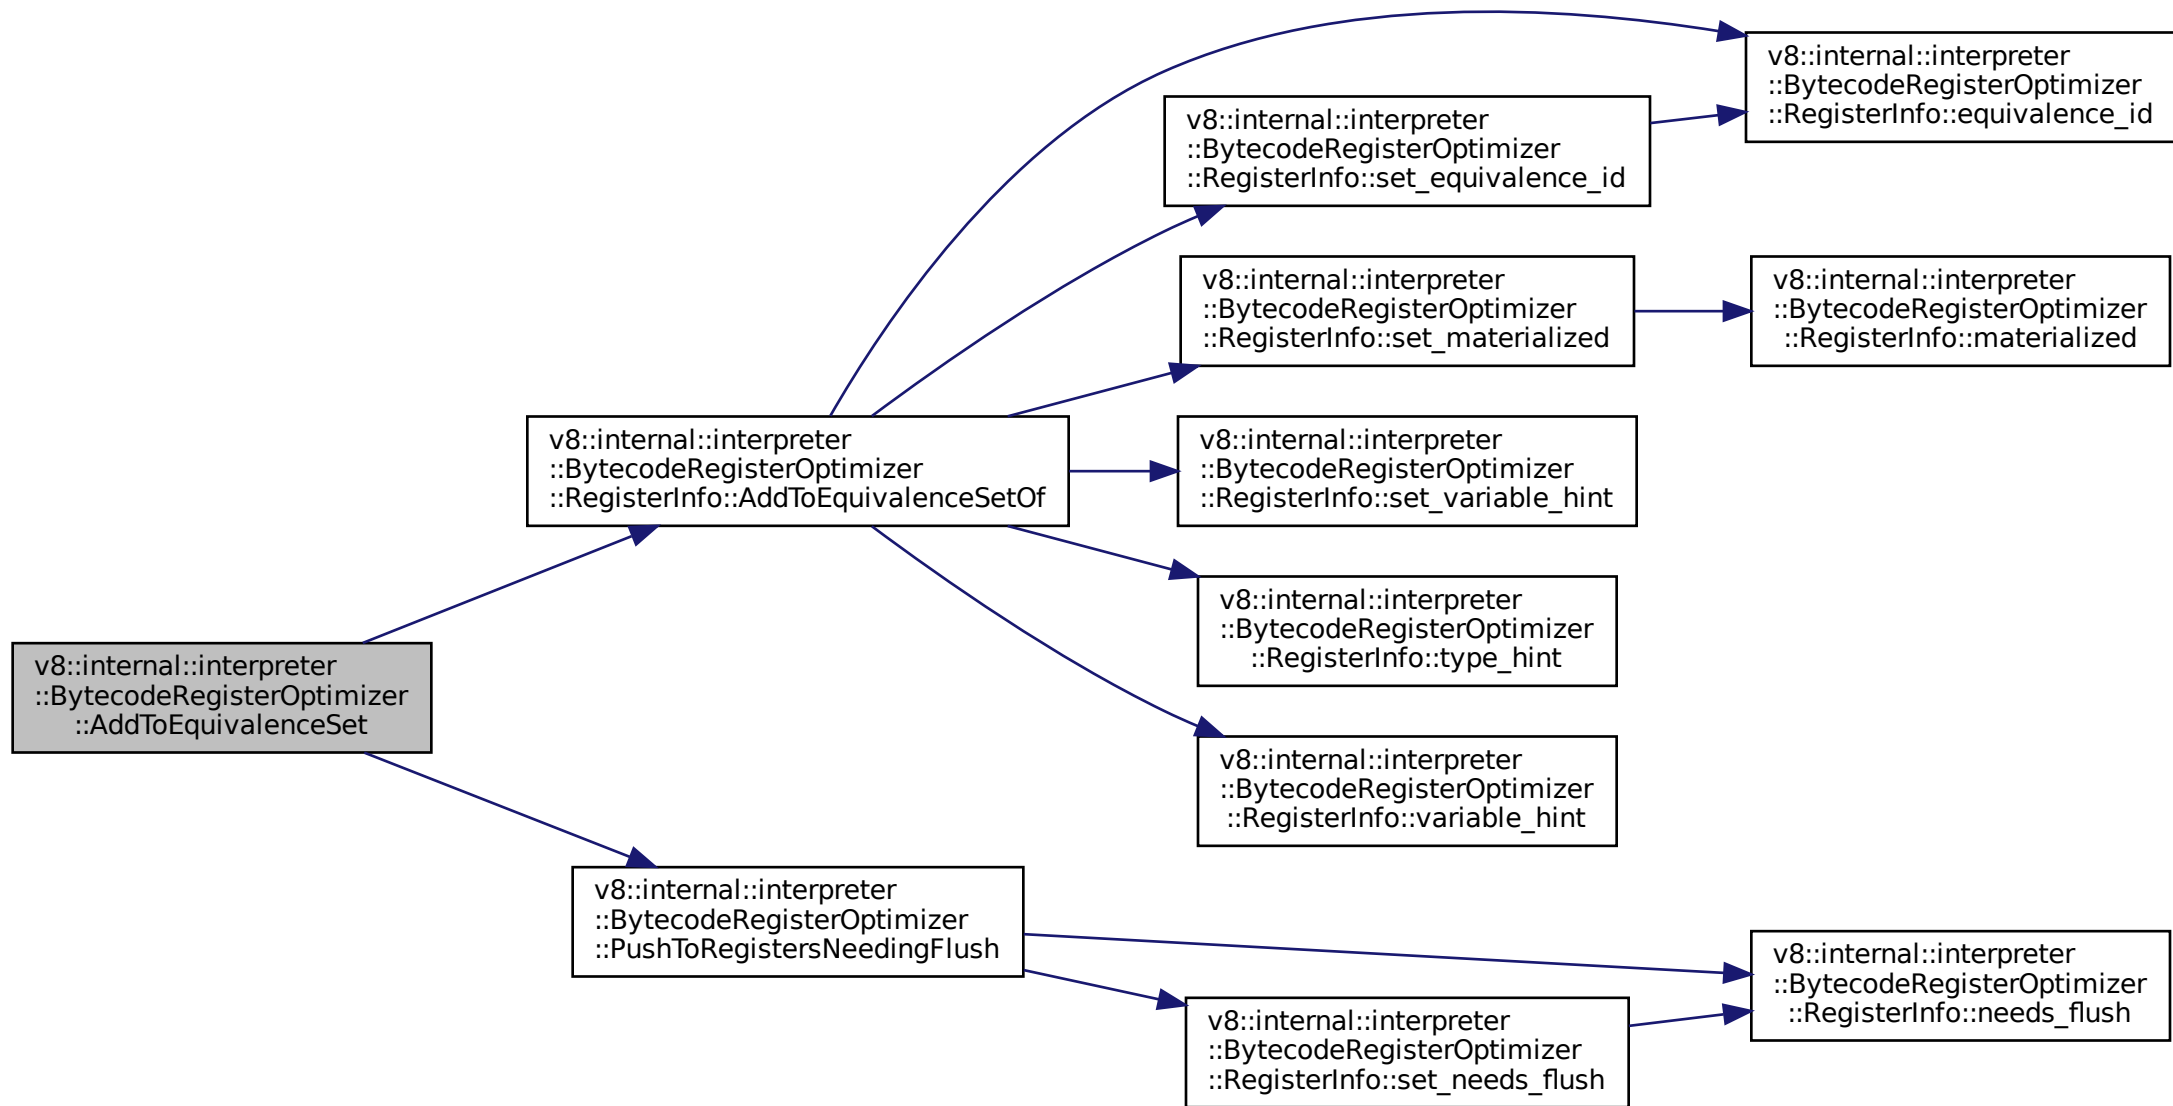 v8::internal::interpreter
::BytecodeRegisterOptimizer
::AddToEquivalenceSet
v8::internal::interpreter
::BytecodeRegisterOptimizer
::RegisterInfo::AddToEquivalenceSetOf
v8::internal::interpreter
::BytecodeRegisterOptimizer
::PushToRegistersNeedingFlush
v8::internal::interpreter
::BytecodeRegisterOptimizer
::RegisterInfo::set_equivalence_id
v8::internal::interpreter
::BytecodeRegisterOptimizer
::RegisterInfo::set_materialized
v8::internal::interpreter
::BytecodeRegisterOptimizer
::RegisterInfo::set_variable_hint
v8::internal::interpreter
::BytecodeRegisterOptimizer
::RegisterInfo::type_hint
v8::internal::interpreter
::BytecodeRegisterOptimizer
::RegisterInfo::variable_hint
v8::internal::interpreter
::BytecodeRegisterOptimizer
::RegisterInfo::set_needs_flush
v8::internal::interpreter
::BytecodeRegisterOptimizer
::RegisterInfo::equivalence_id
v8::internal::interpreter
::BytecodeRegisterOptimizer
::RegisterInfo::materialized
v8::internal::interpreter
::BytecodeRegisterOptimizer
::RegisterInfo::needs_flush